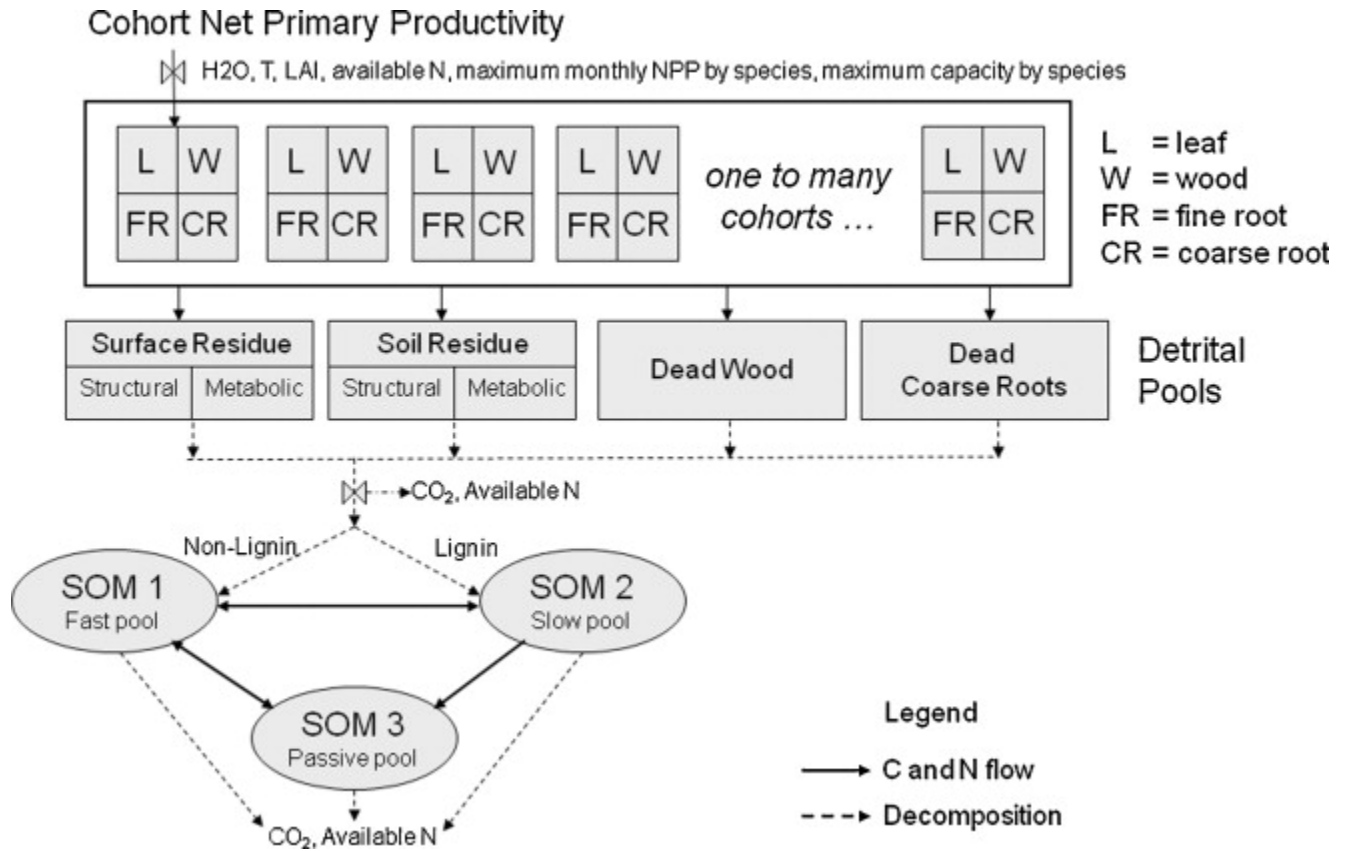 Cohort Net Primary Productivity
H2O, T, LAI, available N, maximum monthly NPP by species, maximum capacity by species
L W L W L W L W L W
FR CR FR CR FR CR FR CR FR CR
one to many
cohorts ...
L = leaf
W = wood
FR = fine root
CR = coarse root
Surface Residue
Structural Metabolic
Soil Residue
Structural Metabolic
Dead Wood
Dead
Coarse Roots
Detrital
Pools
CO₂, Available N
Non-Lignin
Lignin
SOM 1
Fast pool
SOM 2
Slow pool
SOM 3
Passive pool
CO₂, Available N
Legend
C and N flow
Decomposition